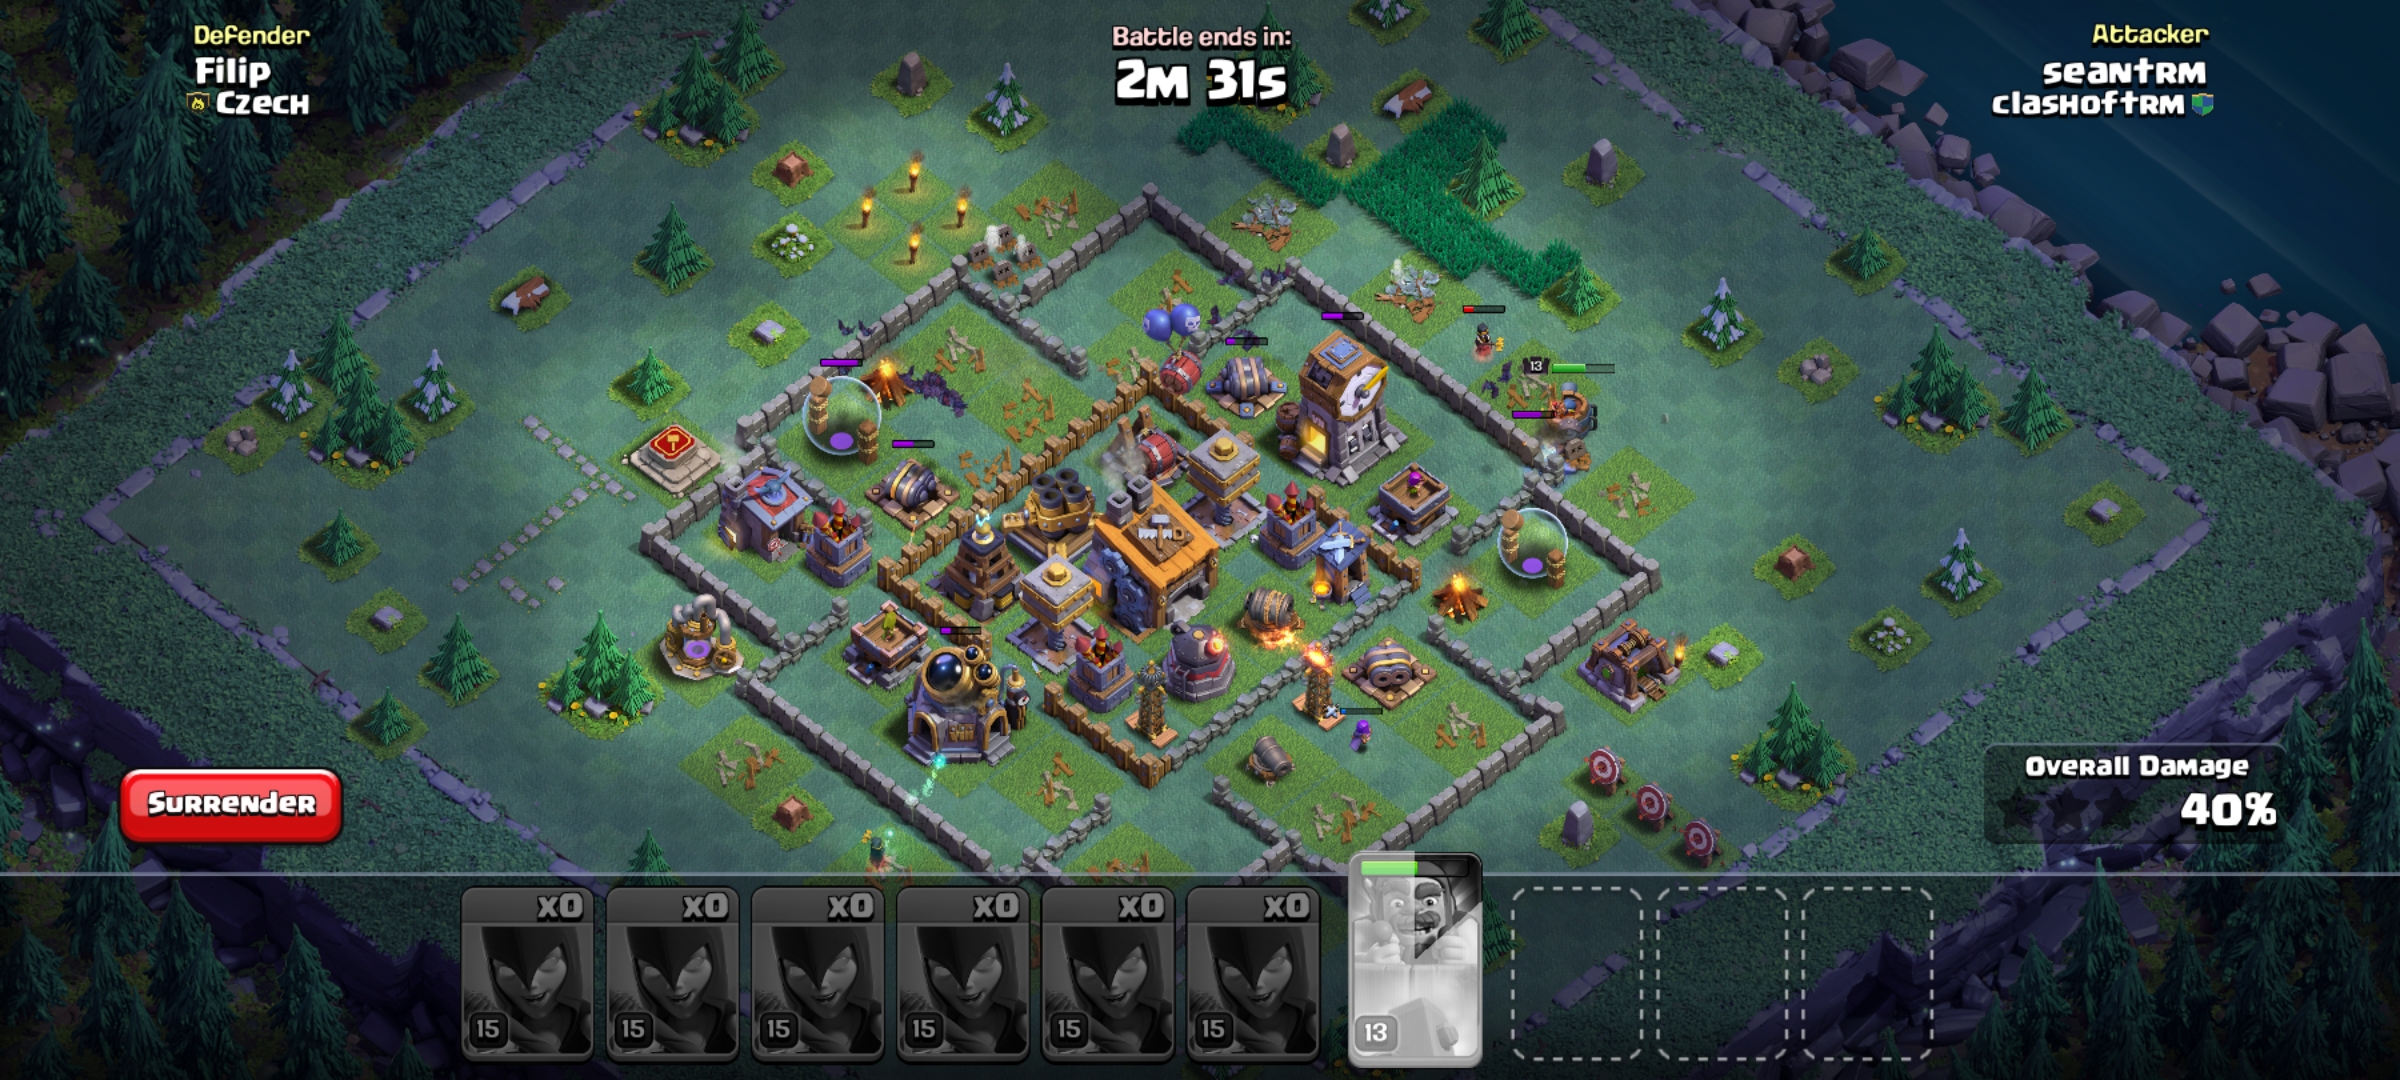 Defender
Filip
Czech
Battle ends in:
2M 31s
Attacker
seantRM
clashoftRM
13
Surrender
Overall Damage
40%
x0
x0
x0
x0
x0
x0
15
15
15
15
15
15
13